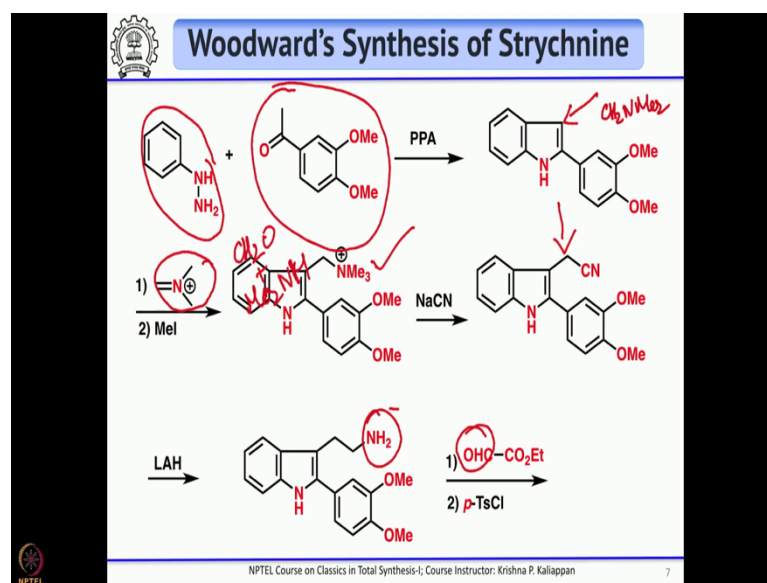 Woodward's Synthesis of Strychnine
CH2NMe2
NH
NH2
+
O
OMe
OMe
PPA
N
H
OMe
OMe
1) =N⊕
2) MeI
CH2O
+
Me2NH
⊕
NMe3
N
H
OMe
OMe
NaCN
CN
N
H
OMe
OMe
LAH
NH2
N
H
OMe
OMe
1) OHC–CO2Et
2) p-TsCl
NPTEL
NPTEL Course on Classics in Total Synthesis-I; Course Instructor: Krishna P. Kaliappan
7